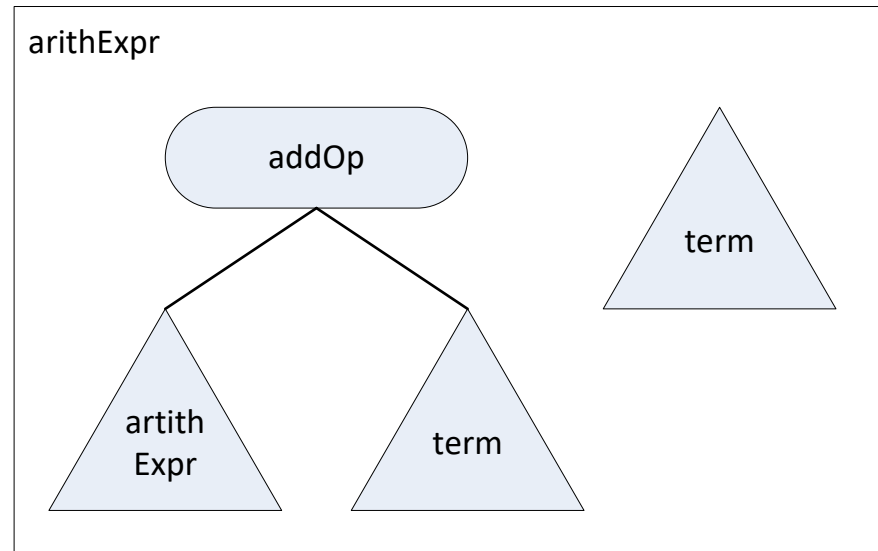 arithExpr
addOp
term
artith
Expr
term